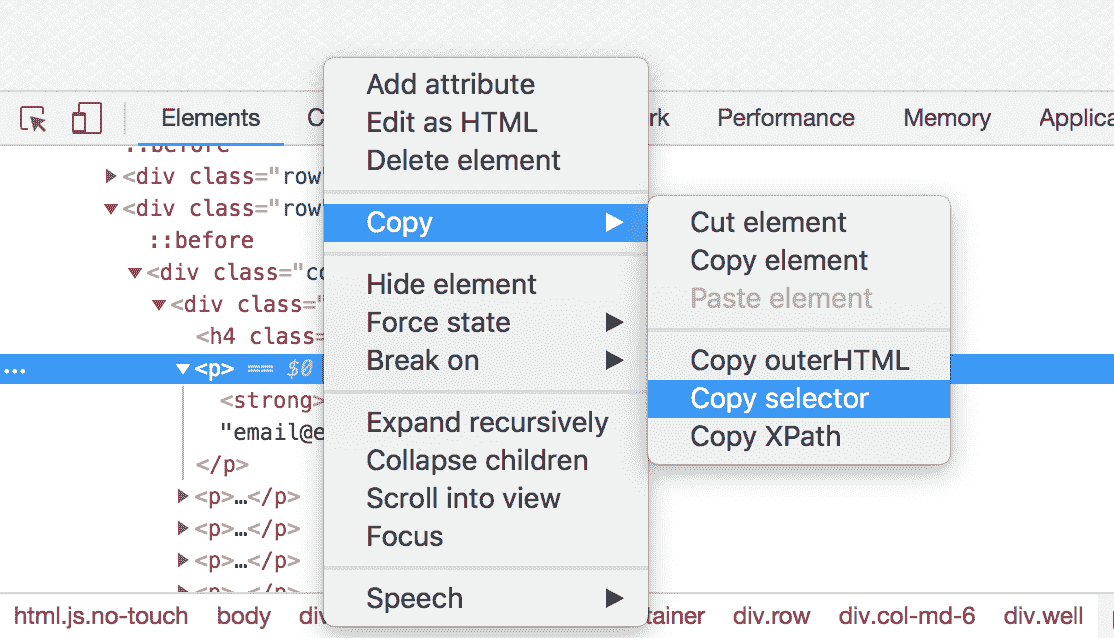 Elements C rk Performance Memory Applica
::before
<div class="row"
<div class="row"
::before
<div class="co
<div class="
<h4 class=
... <p> == $0
<strong>
"email@e
</p>
<p>…</p>
<p>…</p>
<p>…</p>
<p>…</p>
html.js.no-touch body div tainer div.row div.col-md-6 div.well
Add attribute
Edit as HTML
Delete element
Copy
Hide element
Force state
Break on
Expand recursively
Collapse children
Scroll into view
Focus
Speech
Cut element
Copy element
Paste element
Copy outerHTML
Copy selector
Copy XPath